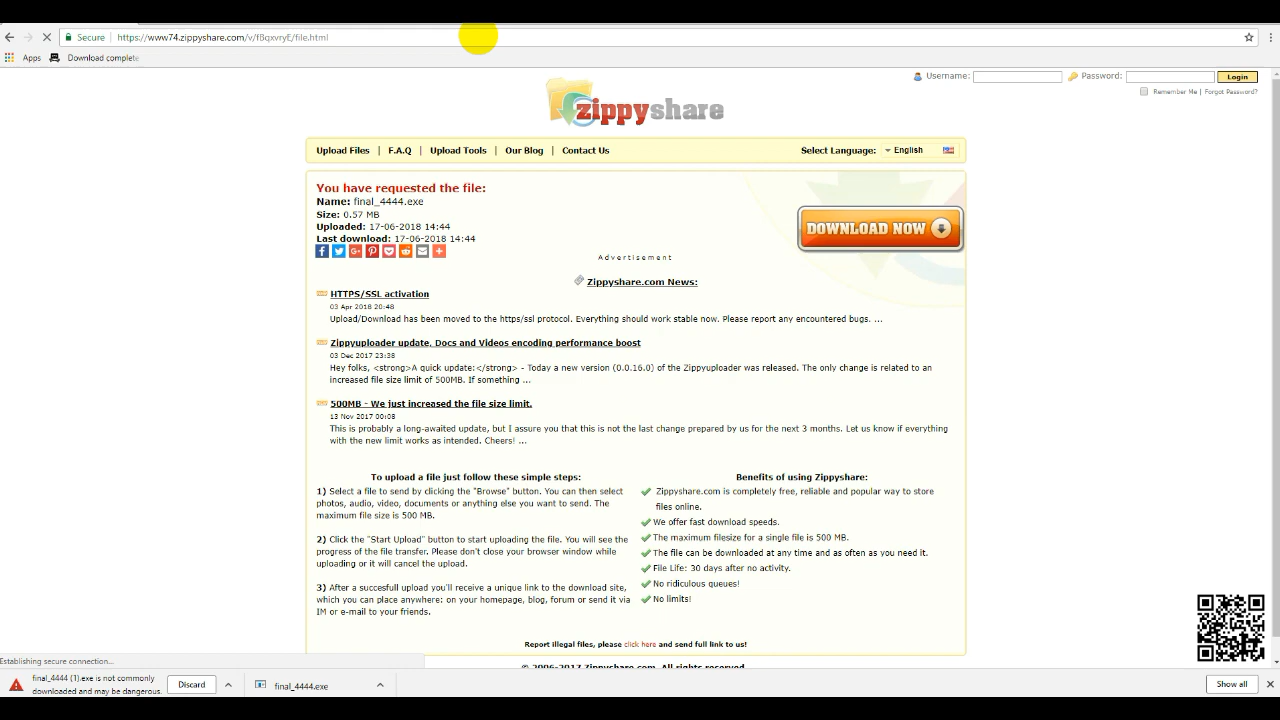 Secure https://www74.zippyshare.com/v/fBqxvryE/file.html
Apps Download complete
Username: Password: Login
Remember Me | Forgot Password?
zippyshare
Upload Files | F.A.Q | Upload Tools | Our Blog | Contact Us Select Language: English
You have requested the file:
Name: final_4444.exe
Size: 0.57 MB
Uploaded: 17-06-2018 14:44
Last download: 17-06-2018 14:44
DOWNLOAD NOW
Advertisement
Zippyshare.com News:
HTTPS/SSL activation
03 Apr 2018 20:48
Upload/Download has been moved to the https/ssl protocol. Everything should work stable now. Please report any encountered bugs. ...
Zippyuploader update, Docs and Videos encoding performance boost
03 Dec 2017 23:38
Hey folks, <strong>A quick update:</strong> - Today a new version (0.0.16.0) of the Zippyuploader was released. The only change is related to an
increased file size limit of 500MB. If something ...
500MB - We just increased the file size limit.
13 Nov 2017 00:08
This is probably a long-awaited update, but I assure you that this is not the last change prepared by us for the next 3 months. Let us know if everything
with the new limit works as intended. Cheers! ...
To upload a file just follow these simple steps:
1) Select a file to send by clicking the "Browse" button. You can then select
photos, audio, video, documents or anything else you want to send. The
maximum file size is 500 MB.
2) Click the "Start Upload" button to start uploading the file. You will see the
progress of the file transfer. Please don't close your browser window while
uploading or it will cancel the upload.
3) After a succesfull upload you'll receive a unique link to the download site,
which you can place anywhere: on your homepage, blog, forum or send it via
IM or e-mail to your friends.
Benefits of using Zippyshare:
Zippyshare.com is completely free, reliable and popular way to store
files online.
We offer fast download speeds.
The maximum filesize for a single file is 500 MB.
The file can be downloaded at any time and as often as you need it.
File Life: 30 days after no activity.
No ridiculous queues!
No limits!
Report illegal files, please click here and send full link to us!
© 2006-2017 Zippyshare.com. All rights reserved
Establishing secure connection...
final_4444 (1).exe is not commonly
downloaded and may be dangerous.
Discard
final_4444.exe
Show all